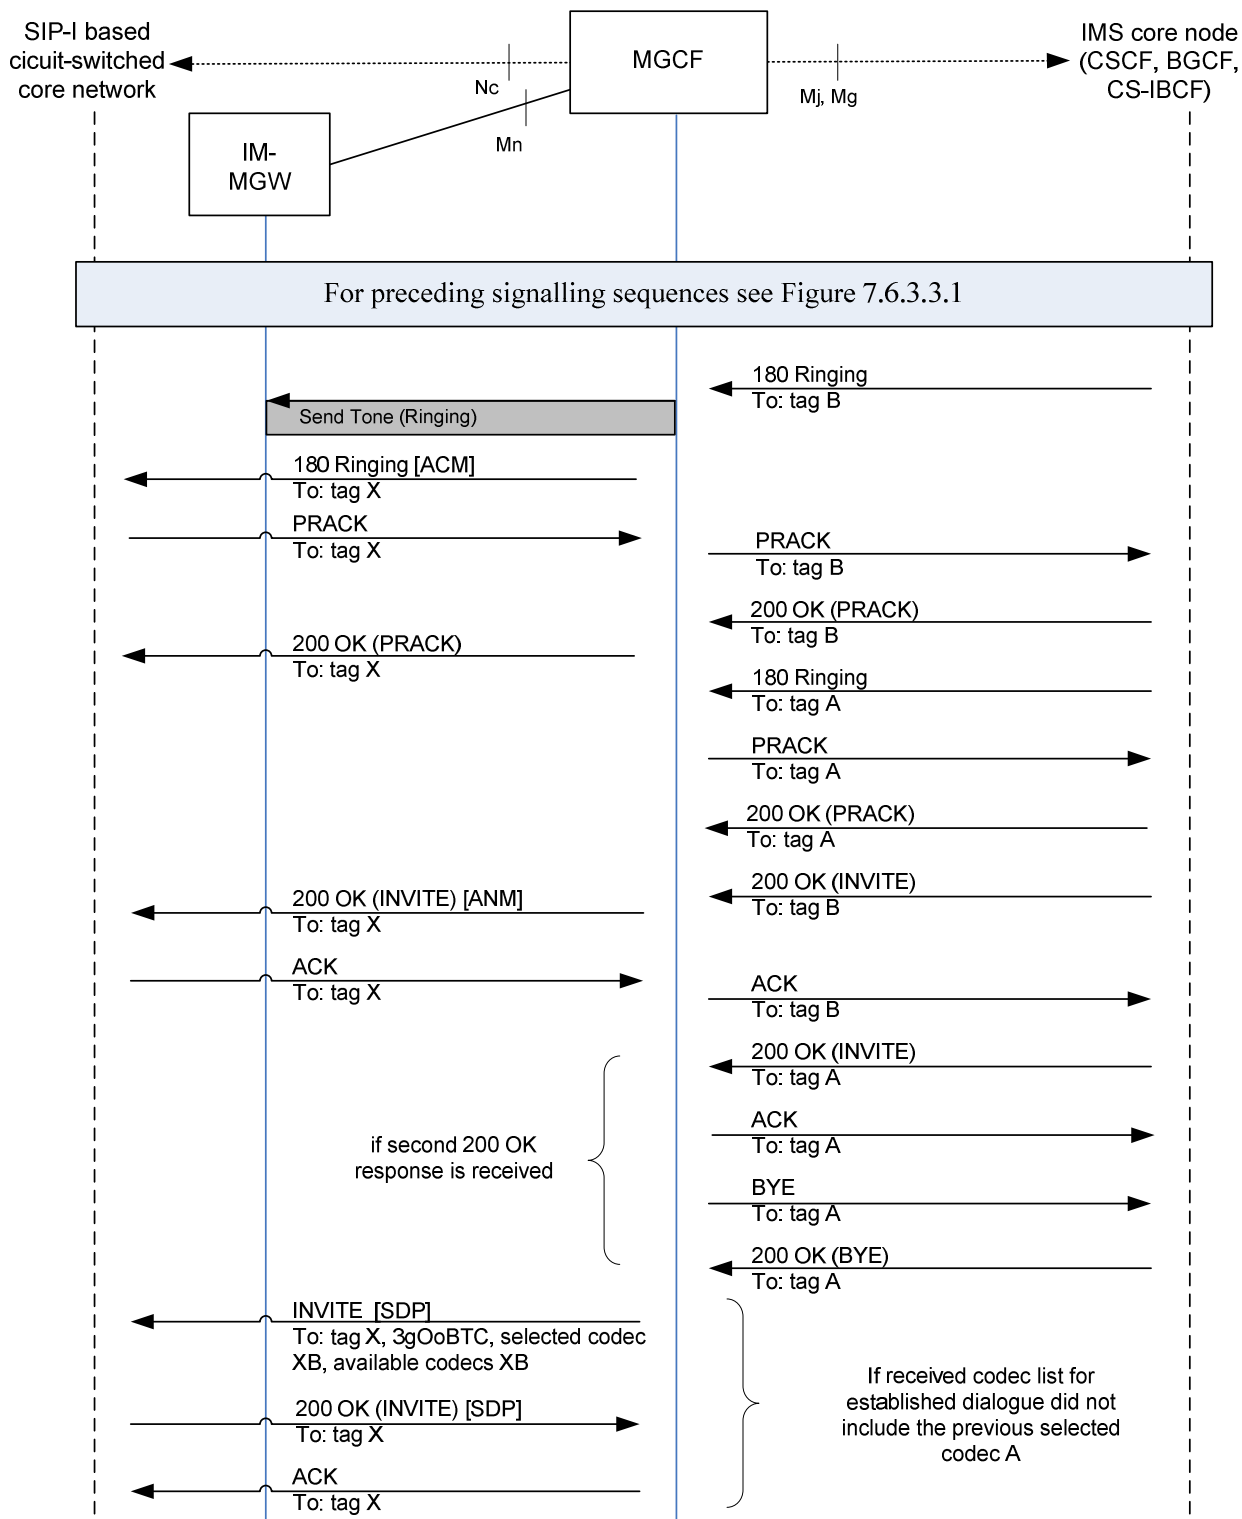 SIP-I based
cicuit-switched
core network
MGCF
IMS core node
(CSCF, BGCF,
CS-IBCF)
Nc
Mj, Mg
Mn
IM-
MGW
For preceding signalling sequences see Figure 7.6.3.3.1
180 Ringing
To: tag B
Send Tone (Ringing)
180 Ringing [ACM]
To: tag X
PRACK
To: tag X
PRACK
To: tag B
200 OK (PRACK)
To: tag B
200 OK (PRACK)
To: tag X
180 Ringing
To: tag A
PRACK
To: tag A
200 OK (PRACK)
To: tag A
200 OK (INVITE)
To: tag B
200 OK (INVITE) [ANM]
To: tag X
ACK
To: tag X
ACK
To: tag B
200 OK (INVITE)
To: tag A
ACK
To: tag A
if second 200 OK
response is received
BYE
To: tag A
200 OK (BYE)
To: tag A
INVITE [SDP]
To: tag X, 3gOoBTC, selected codec
XB, available codecs XB
If received codec list for
established dialogue did not
include the previous selected
codec A
200 OK (INVITE) [SDP]
To: tag X
ACK
To: tag X